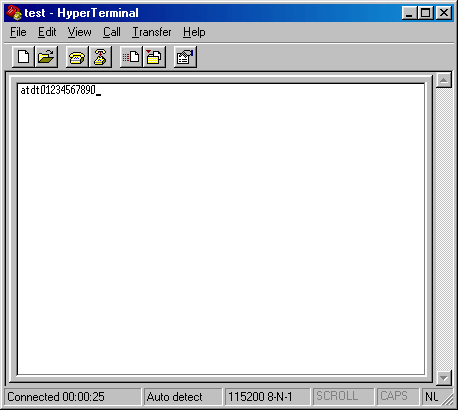 test - HyperTerminal
File Edit View Call Transfer Help
atdt01234567890_
Connected 00:00:25 Auto detect 115200 8-N-1 SCROLL CAPS NU